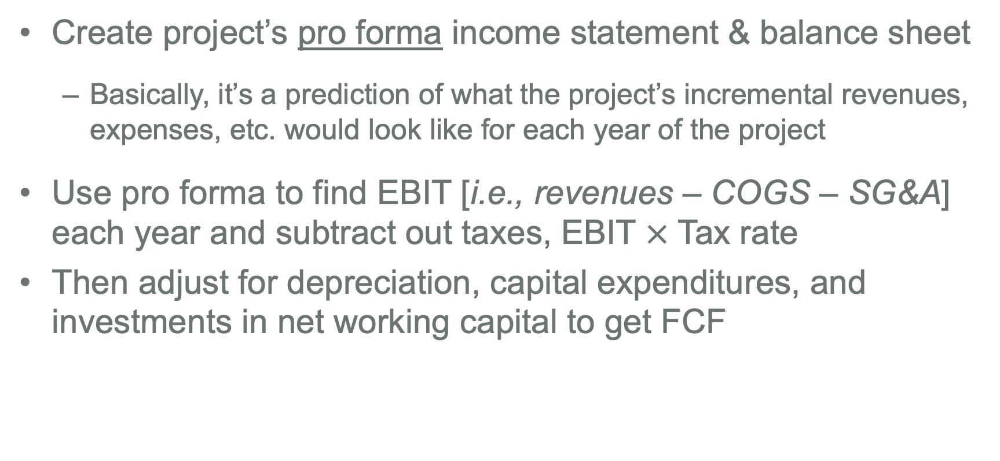 • Create project’s pro forma income statement & balance sheet
– Basically, it’s a prediction of what the project’s incremental revenues,
expenses, etc. would look like for each year of the project
• Use pro forma to find EBIT [i.e., revenues – COGS – SG&A]
each year and subtract out taxes, EBIT × Tax rate
• Then adjust for depreciation, capital expenditures, and
investments in net working capital to get FCF